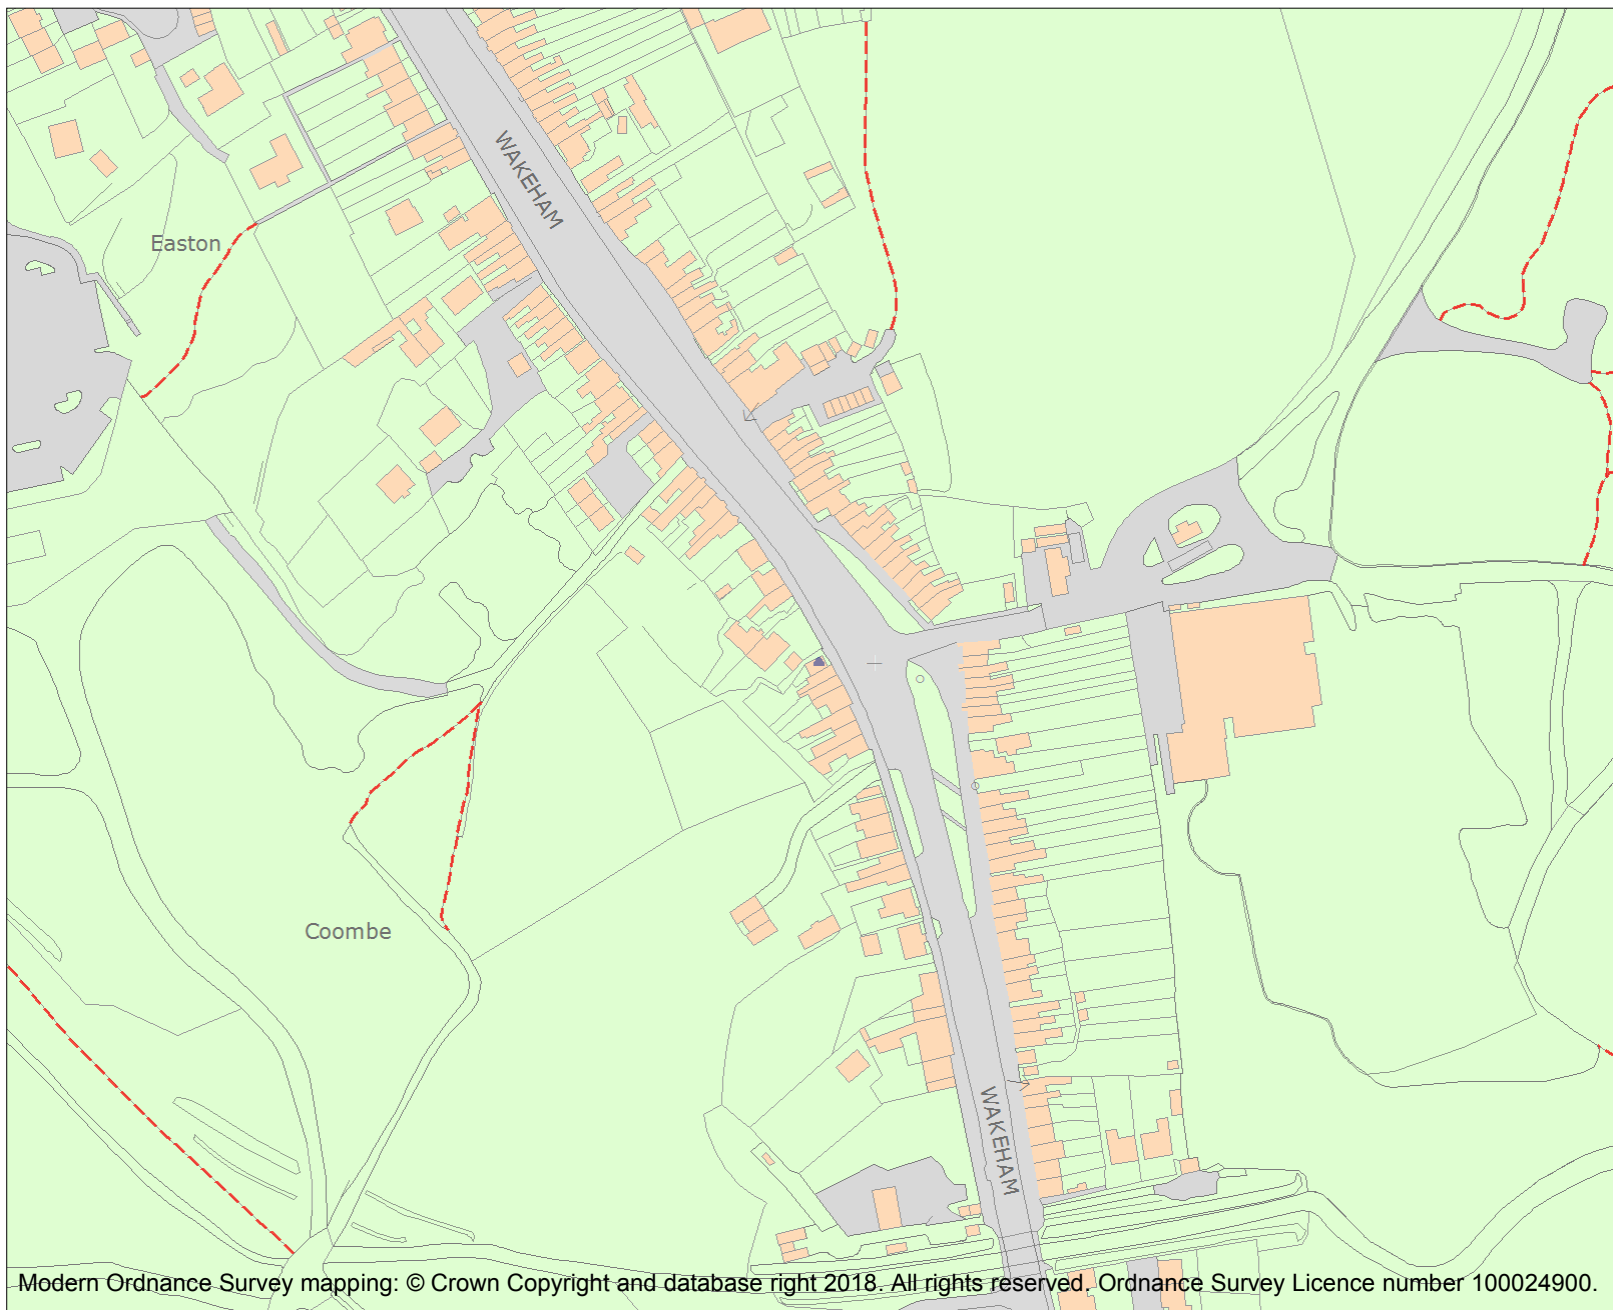 WAKEHAM
Easton
Coombe
WAKEHAM
Modern Ordnance Survey mapping: © Crown Copyright and database right 2018. All rights reserved. Ordnance Survey Licence number 100024900.